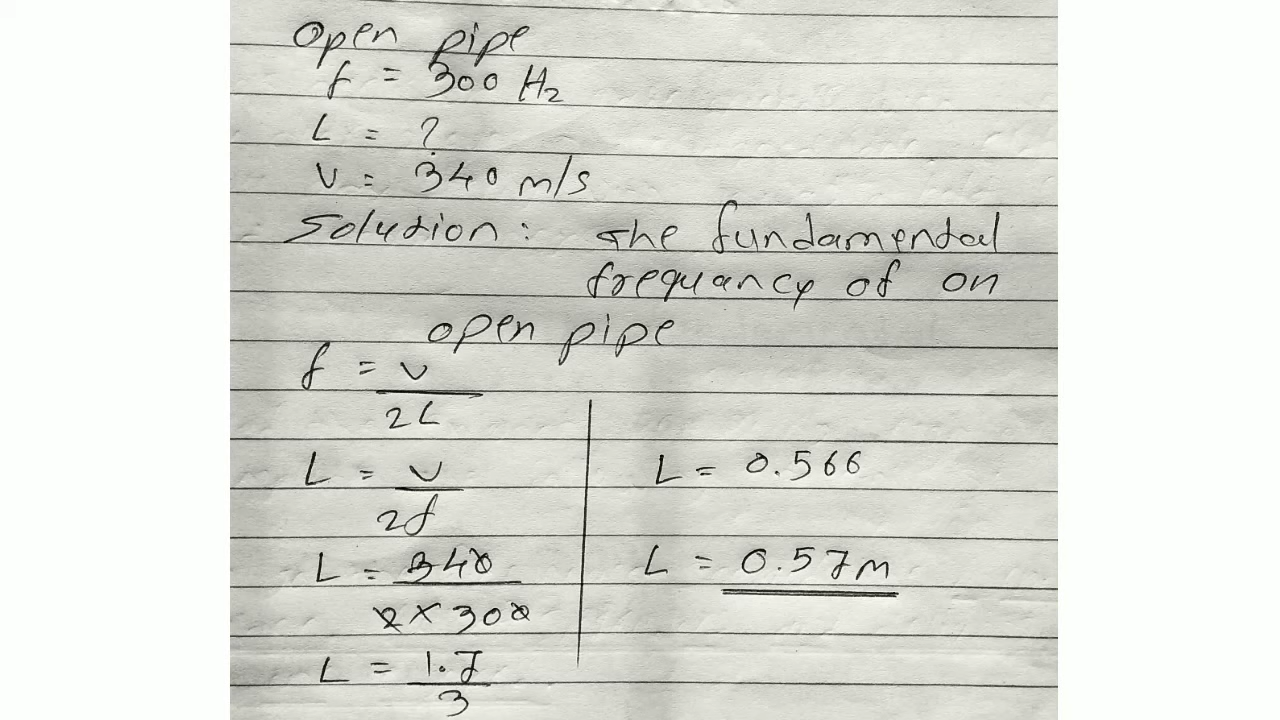 Open pipe
f = 300 Hz
L = ?
v = 340 m/s
Solution: The fundamental
frequancy of on
open pipe
f = v
2L
L = v
2f
L = 340
2 × 300
L = 1.7
3
L = 0.566
L = 0.57m